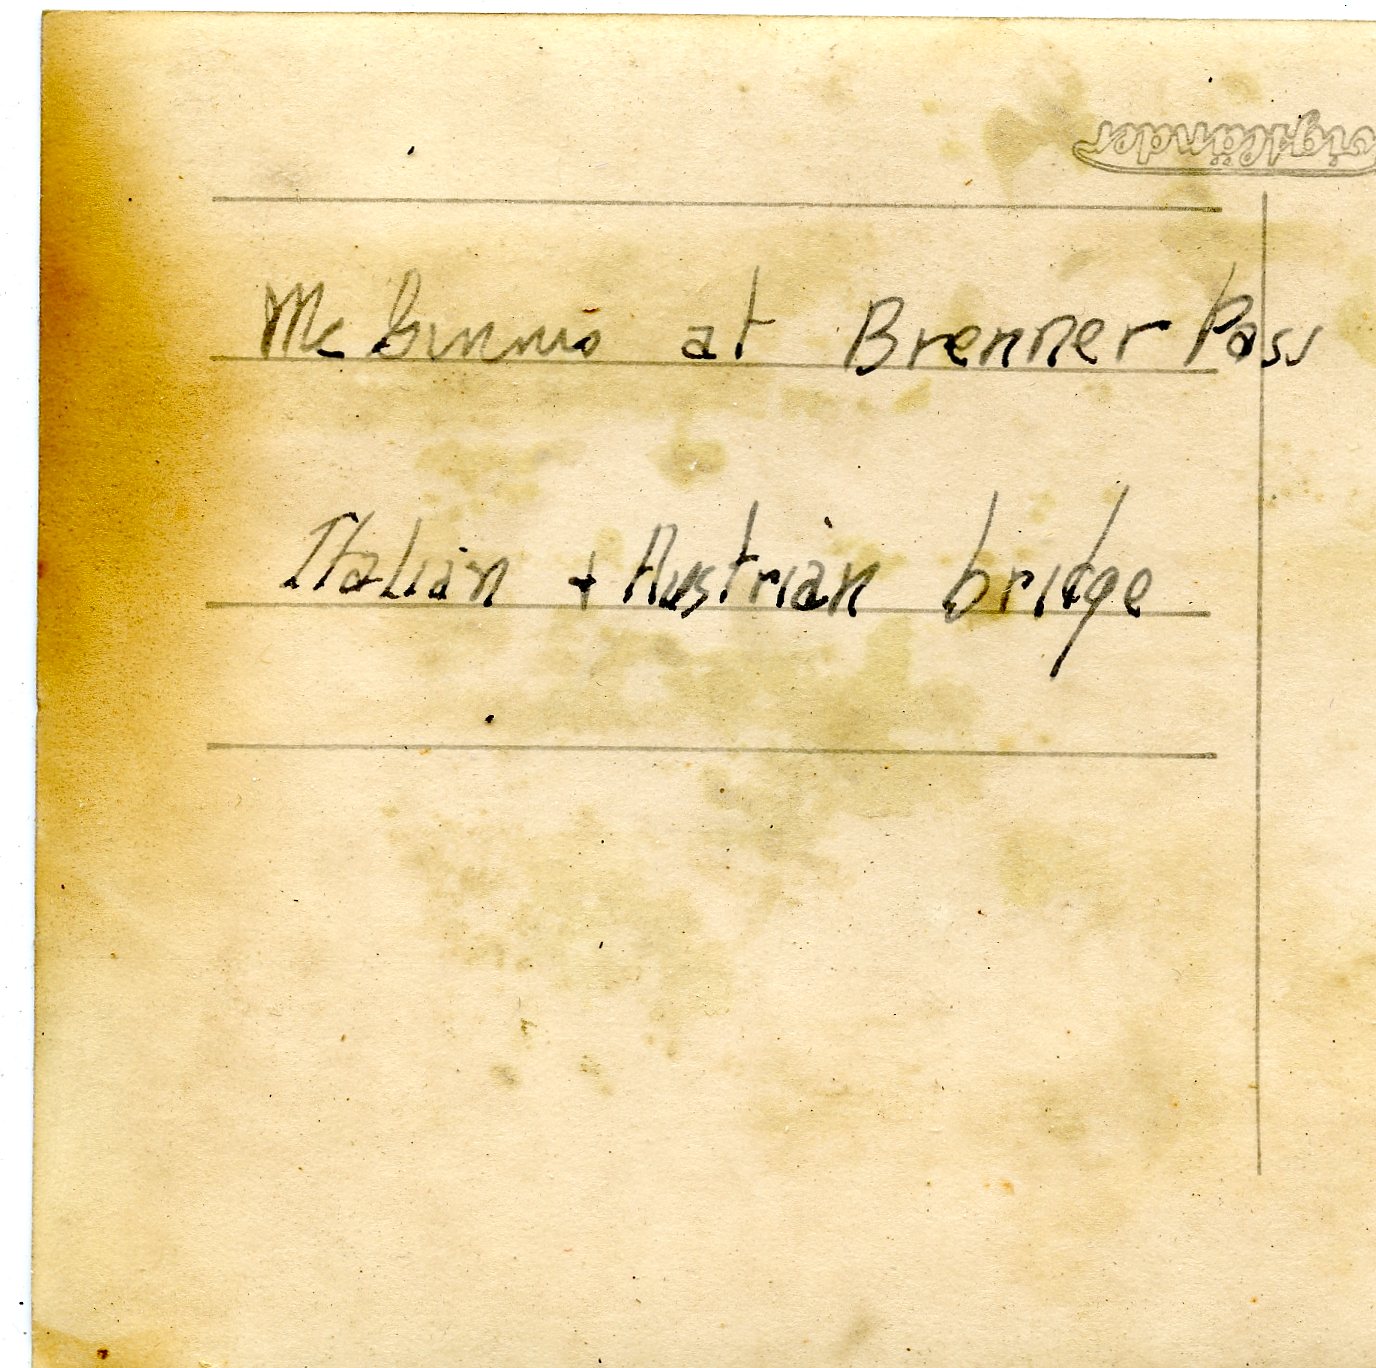 McGinnis at Brenner Pass
Italian + Austrian bridge